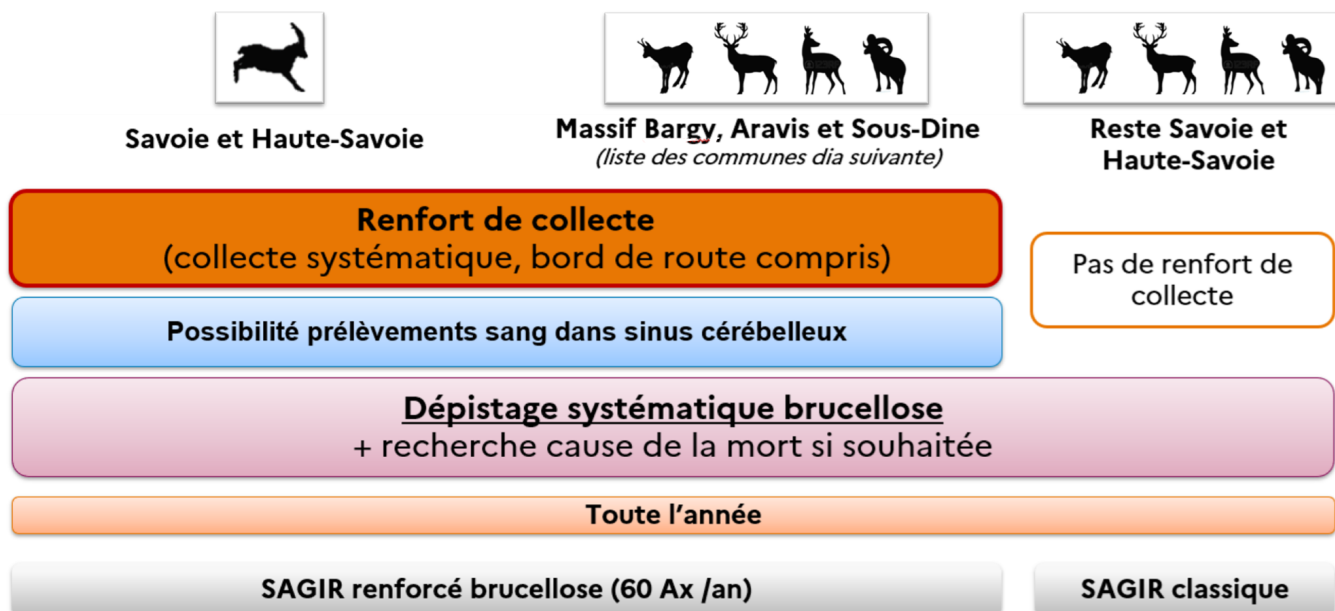 Savoie et Haute-Savoie
Massif Bargy, Aravis et Sous-Dine
(liste des communes dia suivante)
Reste Savoie et
Haute-Savoie
Renfort de collecte
(collecte systématique, bord de route compris)
Pas de renfort de
collecte
Possibilité prélèvements sang dans sinus cérébelleux
Dépistage systématique brucellose
+ recherche cause de la mort si souhaitée
Toute l’année
SAGIR renforcé brucellose (60 Ax /an)
SAGIR classique